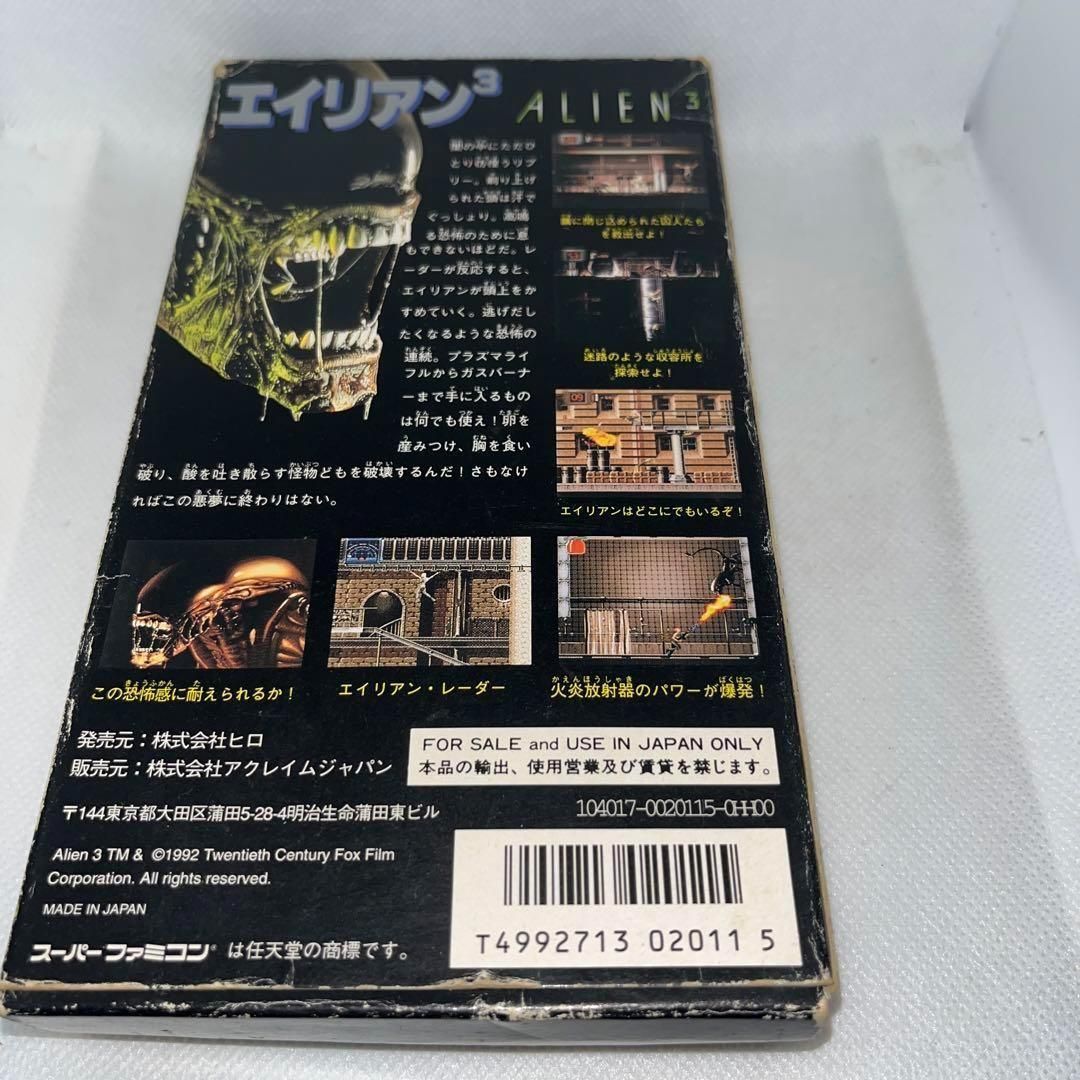 エイリアン3
ALIEN 3
闇の中にただひ
とり彷徨うリプ
リー。剃り上げ
られた頭は汗で
ぐっしょり。
る恐怖のために息
もできないほどだ。レ
ーダーが反応すると、
エイリアンが頭上をか
すめていく。逃げだし
たくなるような恐怖の
連続。プラズマライ
フルからガスバーナ
ーまで手に入るもの
は何でも使え！卵を
産みつけ、胸を食い
破り、酸を吐き散らす怪物どもを破壊するんだ！さもなけ
ればこの悪夢に終わりはない。
に閉じ込められた囚人たち
を救出せよ！
迷路のような収容所を
探索せよ！
エイリアンはどこにでもいるぞ！
この恐怖感に耐えられるか！
エイリアン・レーダー
火炎放射器のパワーが爆発！
発売元：株式会社ヒロ
販売元：株式会社アクレイムジャパン
FOR SALE and USE IN JAPAN ONLY
本品の輸出、使用営業及び賃貸を禁じます。
〒144東京都大田区蒲田5-28-4明治生命蒲田東ビル
104017-0020115-0HH00
Alien 3 TM & ©1992 Twentieth Century Fox Film
Corporation. All rights reserved.
MADE IN JAPAN
スーパーファミコン® は任天堂の商標です。
T4992713 020115